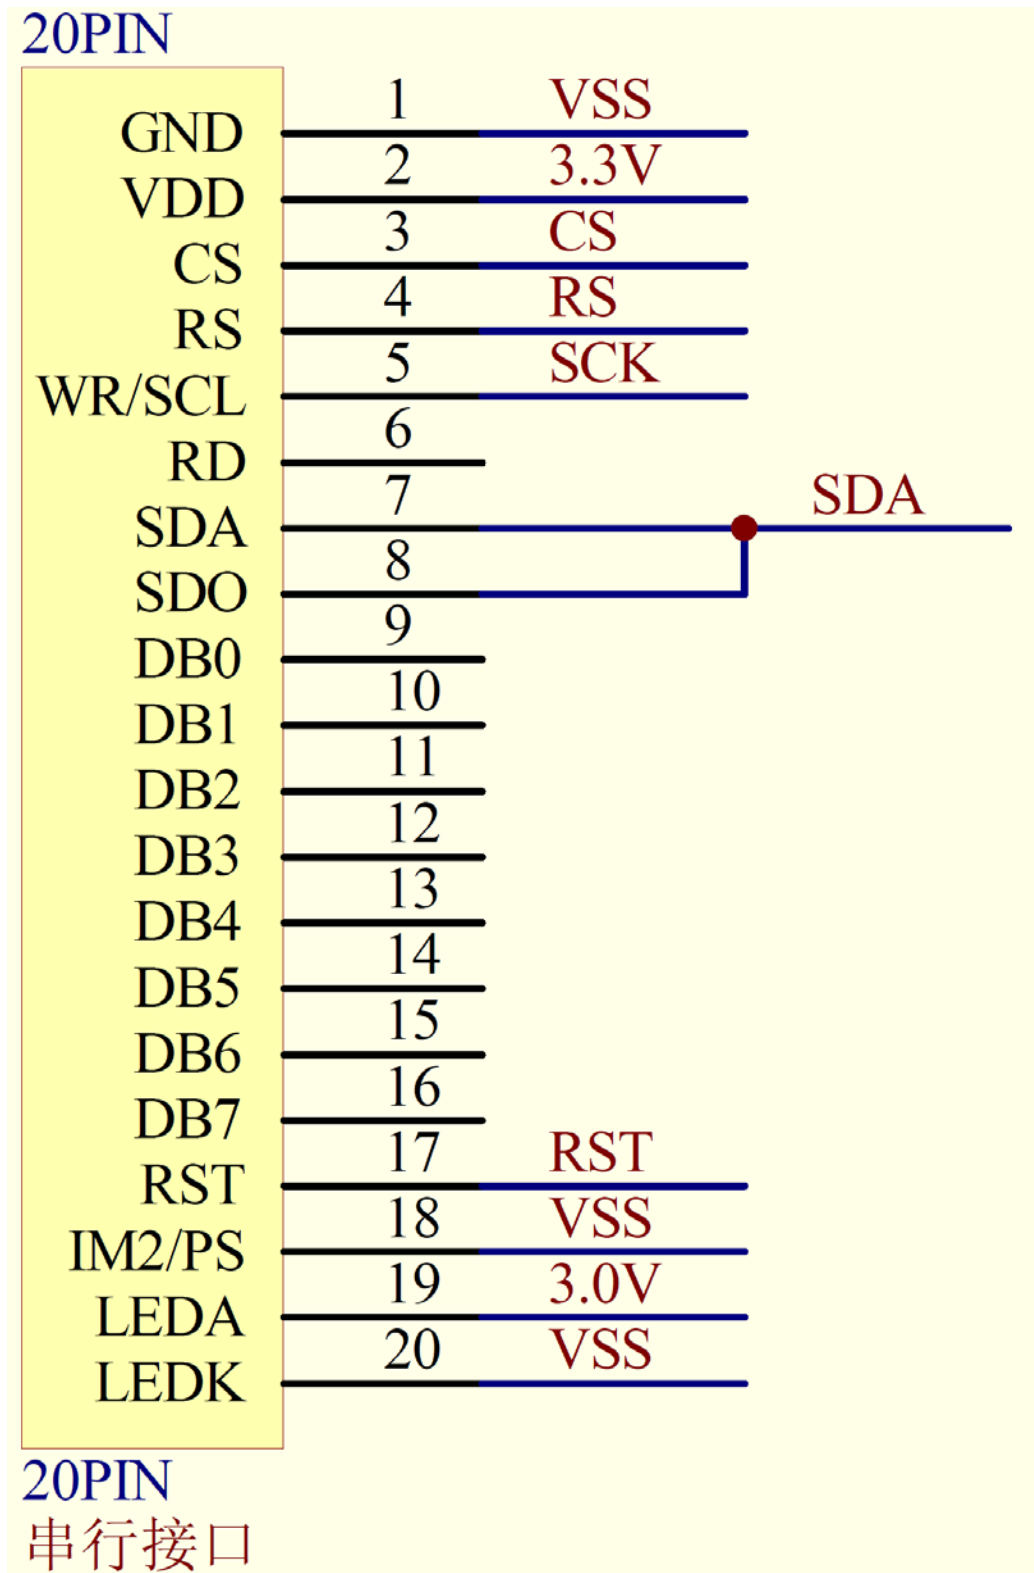 20PIN
GND 1 VSS
VDD 2 3.3V
CS 3 CS
RS 4 RS
WR/SCL 5 SCK
RD 6
SDA 7 SDA
SDO 8
DB0 9
DB1 10
DB2 11
DB3 12
DB4 13
DB5 14
DB6 15
DB7 16
RST 17 RST
IM2/PS 18 VSS
LEDA 19 3.0V
LEDK 20 VSS
20PIN
串行接口